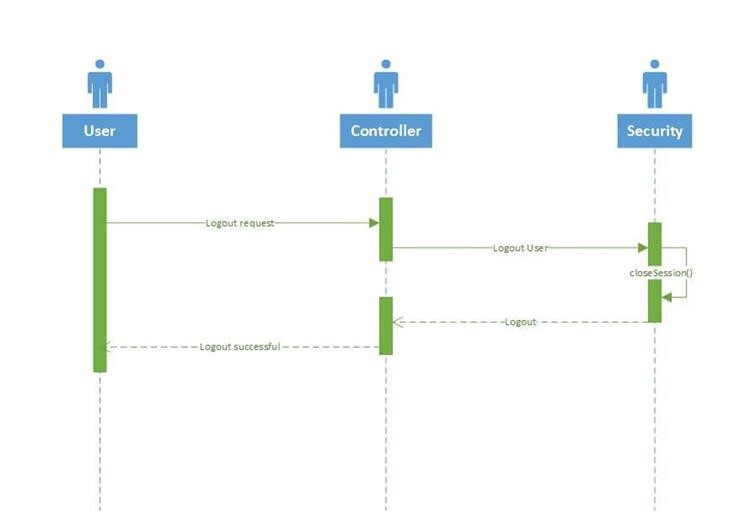 User
Controller
Security
Logout request
Logout User
closeSession()
Logout
Logout successful